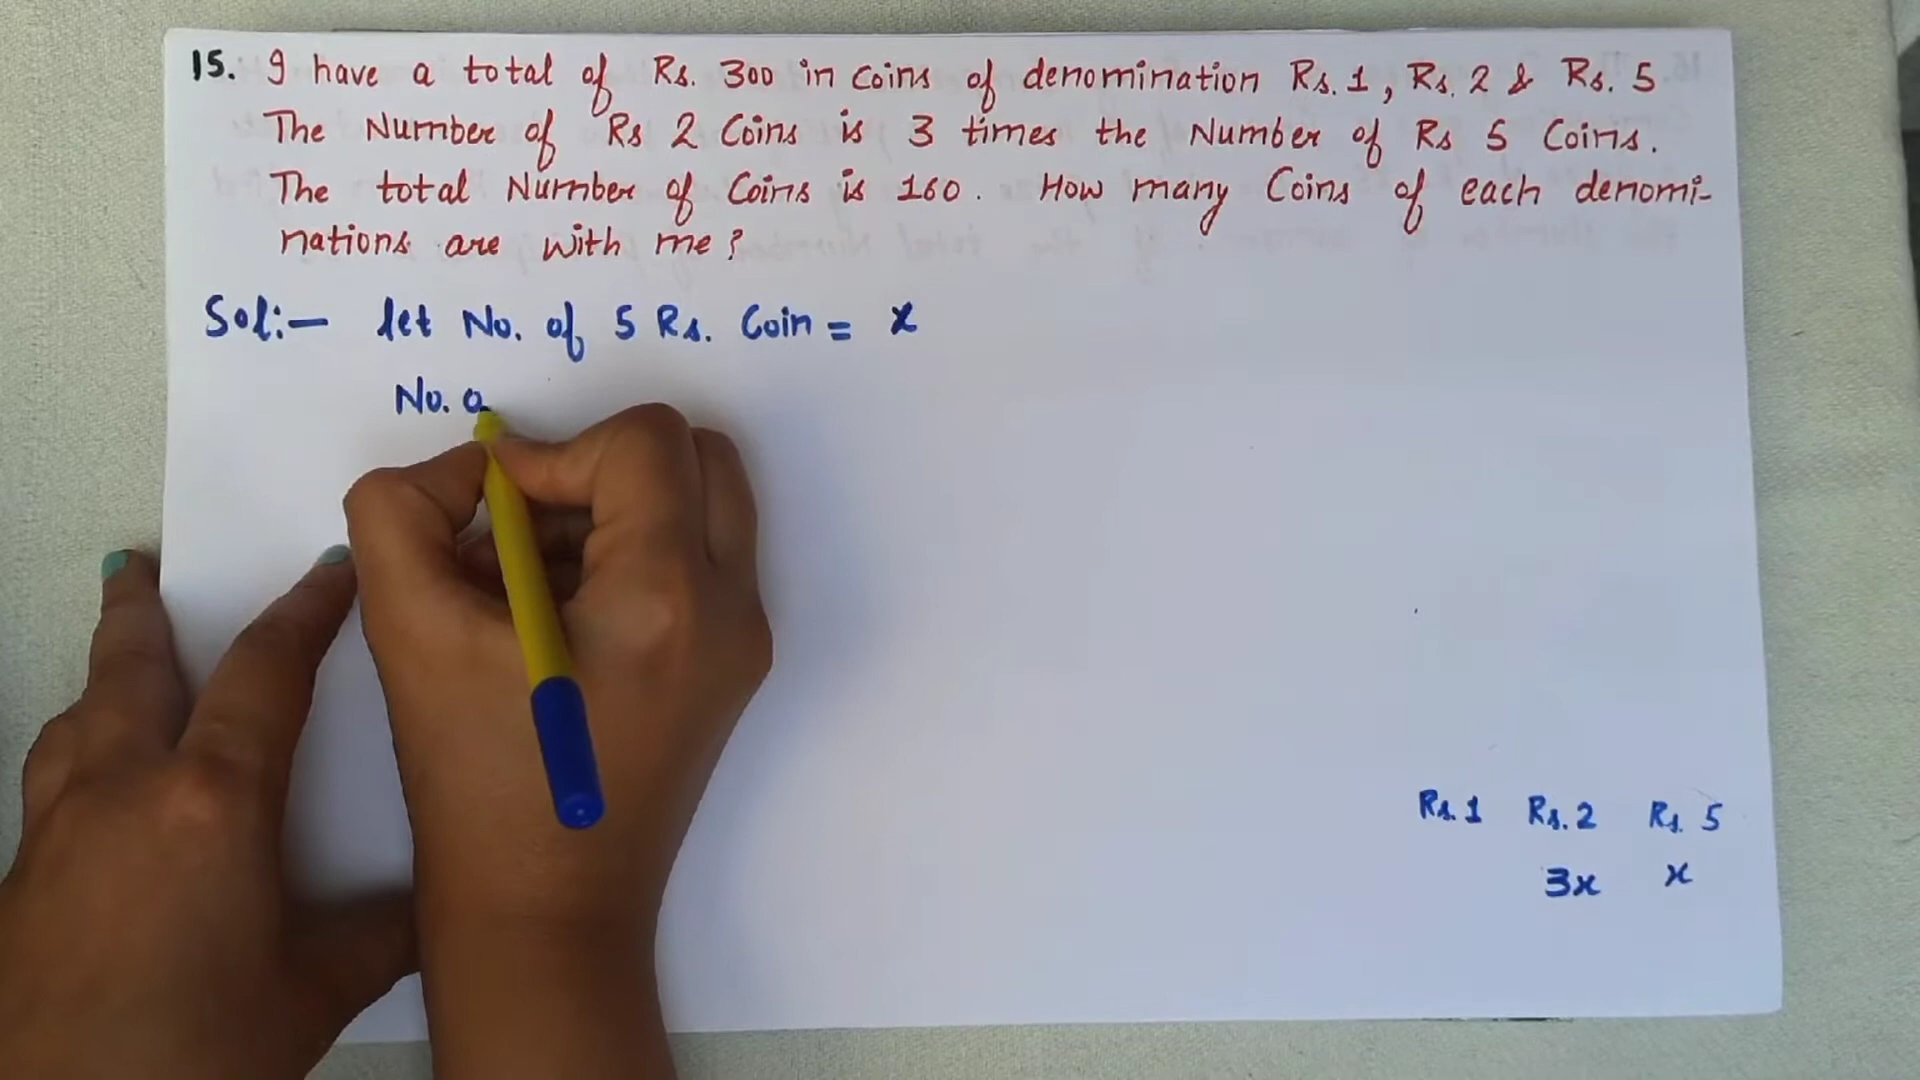 15. I have a total of Rs. 300 in coins of denomination Rs. 1, Rs. 2 & Rs. 5
The Number of Rs 2 Coins is 3 times the Number of Rs 5 Coins.
The total Number of Coins is 160. How many Coins of each denomi-
nations are with me?
Sol:- let No. of 5 Rs. Coin = x
No. o
Rs. 1 Rs. 2 Rs. 5
3x x